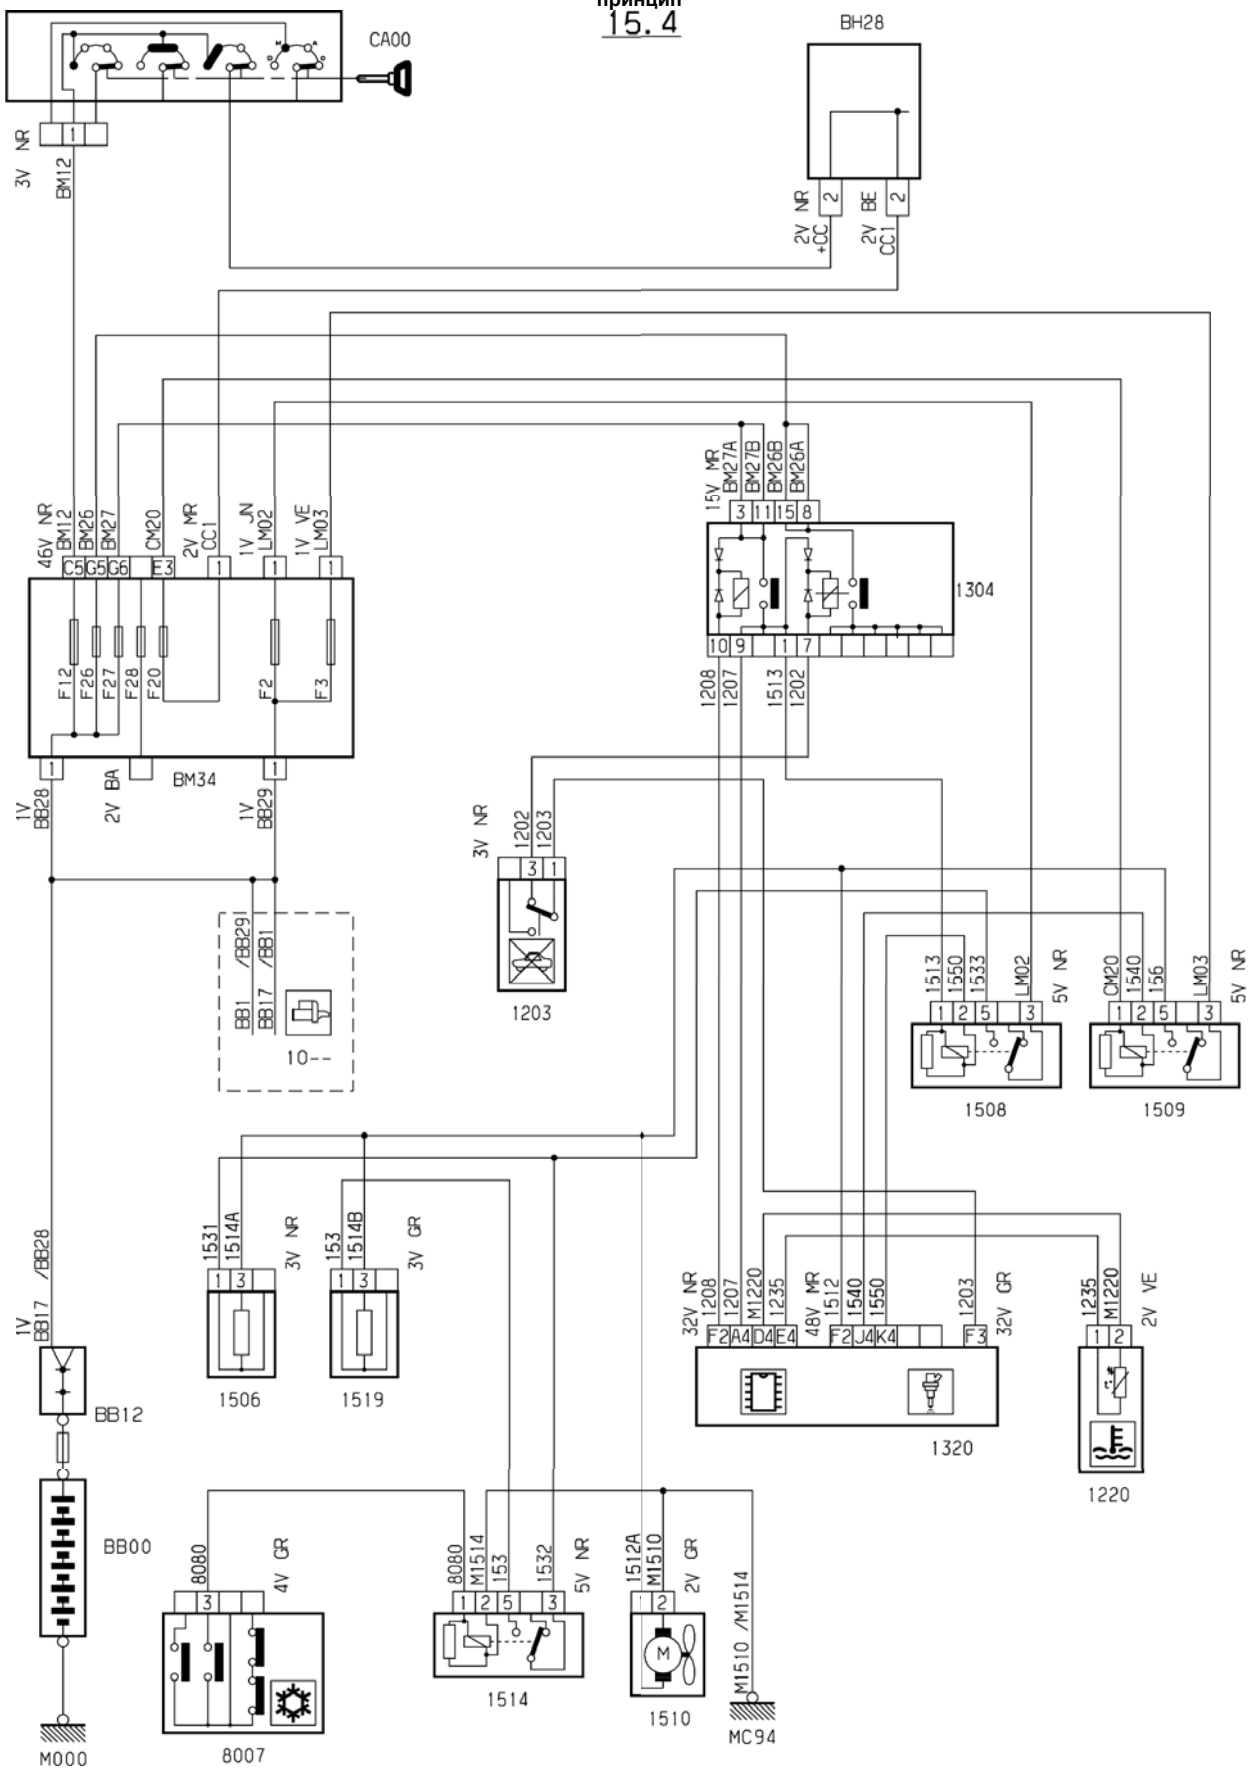 принцип
15.4
BH28
H
A
D
D
CA00
1
3V NR
BM12
2
2
2V NR
+CC
2V BE
CC1
46V NR
BM12
BM26
BM27
CM20
2V MR
CC1
1V JN
LM02
1V VE
LM03
C5
G5
G6
E3
1
1
1
F12
F26
F27
F28
F20
F2
F3
1
1
BM34
1V
BB28
2V BA
1V
BB29
15V MR
BM27A
BM27B
BM26B
BM26A
3
11
15
8
1304
10
9
1
7
1208
1207
1513
1202
3V NR
1202
1203
3
1
1203
BB1 /BB29
BB17 /BB1
10--
1513
1550
1533
LM02
5V NR
1
2
5
3
1508
CM20
1540
156
LM03
5V NR
1
2
5
3
1509
1531
1514A
3V NR
1
3
1506
153
1514B
3V GR
1
3
1519
32V NR
1208
1207
M1220
1235
48V MR
1512
1540
1550
1203
32V GR
F2
A4
D4
E4
F2
J4
K4
F3
1320
1235
M1220
2V VE
1
2
t°
1220
1V
BB17 /BB28
BB12
BB00
M000
8080
4V GR
3
8007
8080
M1514
153
1532
5V NR
1
2
5
3
1514
1512A
M1510
2V GR
1
2
M
1510
M1510 /M1514
MC94